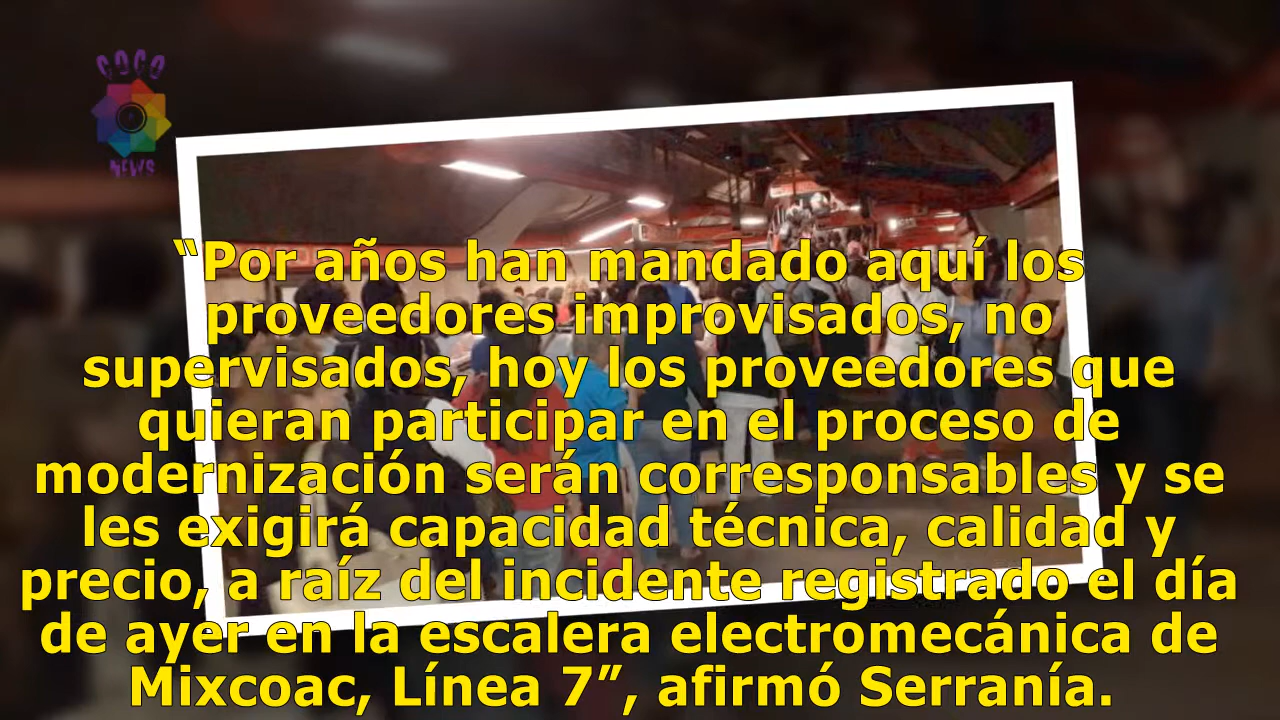 COCO
NEWS
“Por años han mandado aquí los
proveedores improvisados, no
supervisados, hoy los proveedores que
quieran participar en el proceso de
modernización serán corresponsables y se
les exigirá capacidad técnica, calidad y
precio, a raíz del incidente registrado el día
de ayer en la escalera electromecánica de
Mixcoac, Línea 7”, afirmó Serranía.